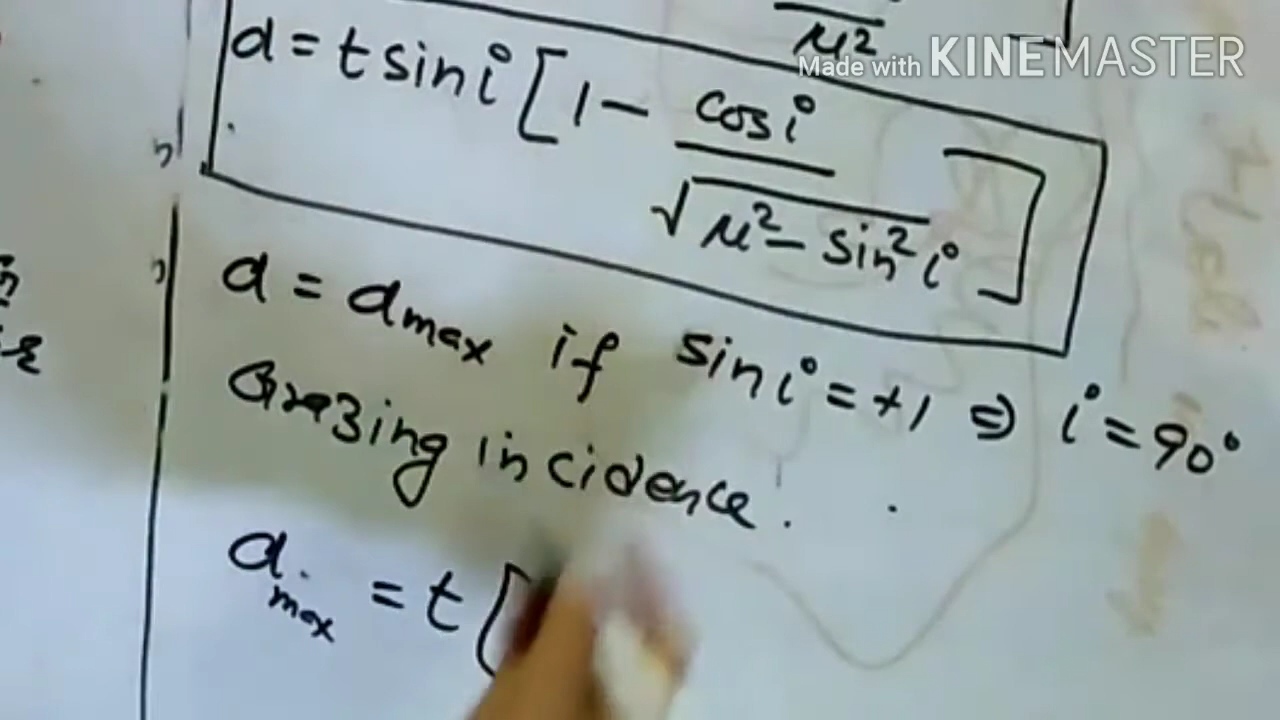 μ²
Made with KINEMASTER
d = t sin i [ 1 - cos i / √μ² - sin² i ]
d = dmax if sin i = +1 ⇒ i = 90°
Grazing incidence.
dmax = t [